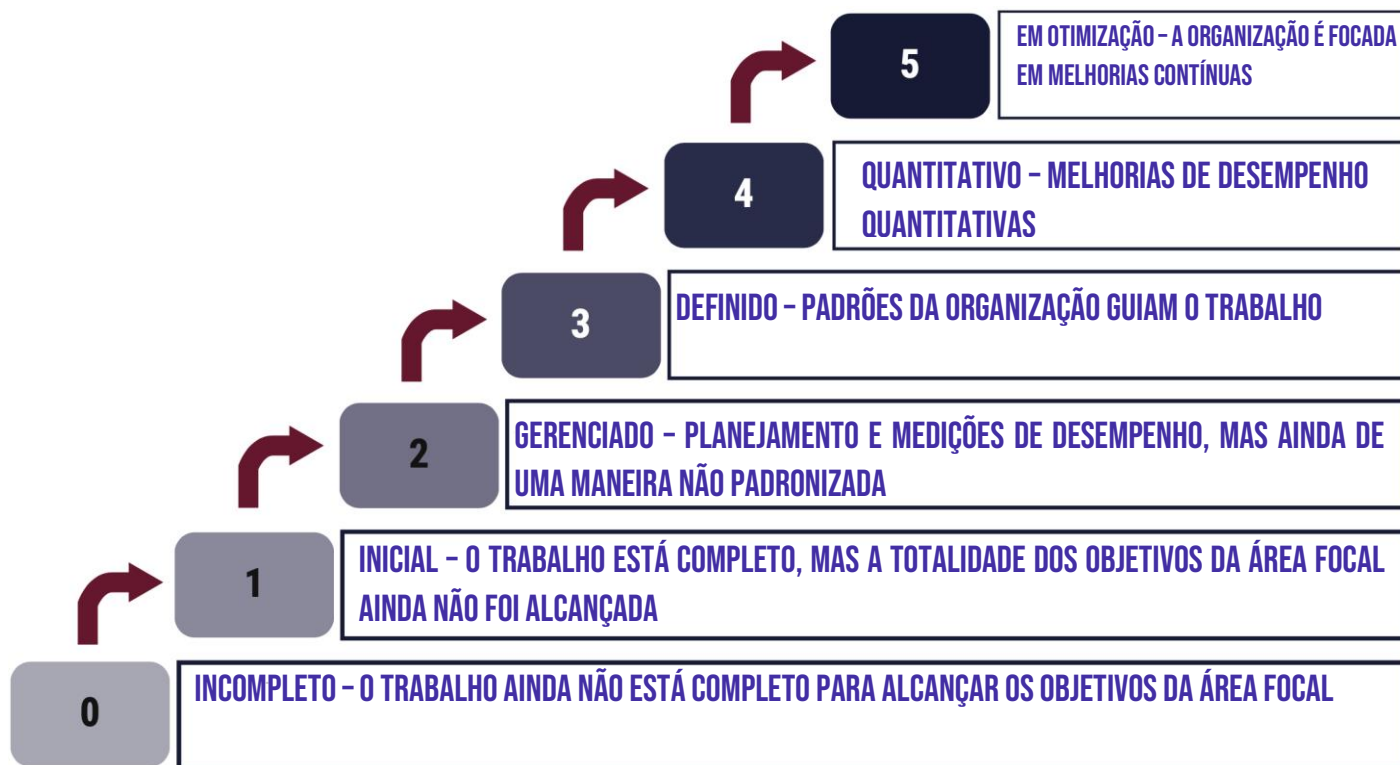 5
EM OTIMIZAÇÃO – A ORGANIZAÇÃO É FOCADA
EM MELHORIAS CONTÍNUAS
4
QUANTITATIVO – MELHORIAS DE DESEMPENHO
QUANTITATIVAS
3
DEFINIDO – PADRÕES DA ORGANIZAÇÃO GUIAM O TRABALHO
2
GERENCIADO – PLANEJAMENTO E MEDIÇÕES DE DESEMPENHO, MAS AINDA DE
UMA MANEIRA NÃO PADRONIZADA
1
INICIAL – O TRABALHO ESTÁ COMPLETO, MAS A TOTALIDADE DOS OBJETIVOS DA ÁREA FOCAL
AINDA NÃO FOI ALCANÇADA
0
INCOMPLETO – O TRABALHO AINDA NÃO ESTÁ COMPLETO PARA ALCANÇAR OS OBJETIVOS DA ÁREA FOCAL